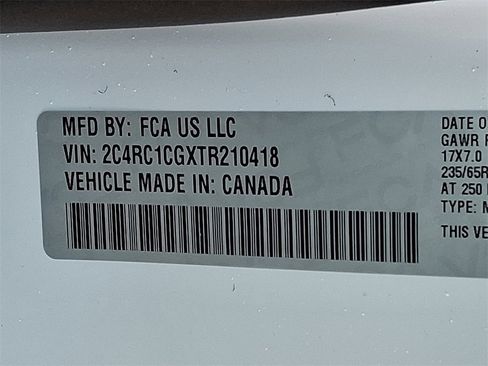 MFD BY: FCA US LLC
VIN: 2C4RC1CGXTR210418
VEHICLE MADE IN: CANADA
DATE O
GAWR
17X7.0
235/65R
AT 250
TYPE:
THIS VE